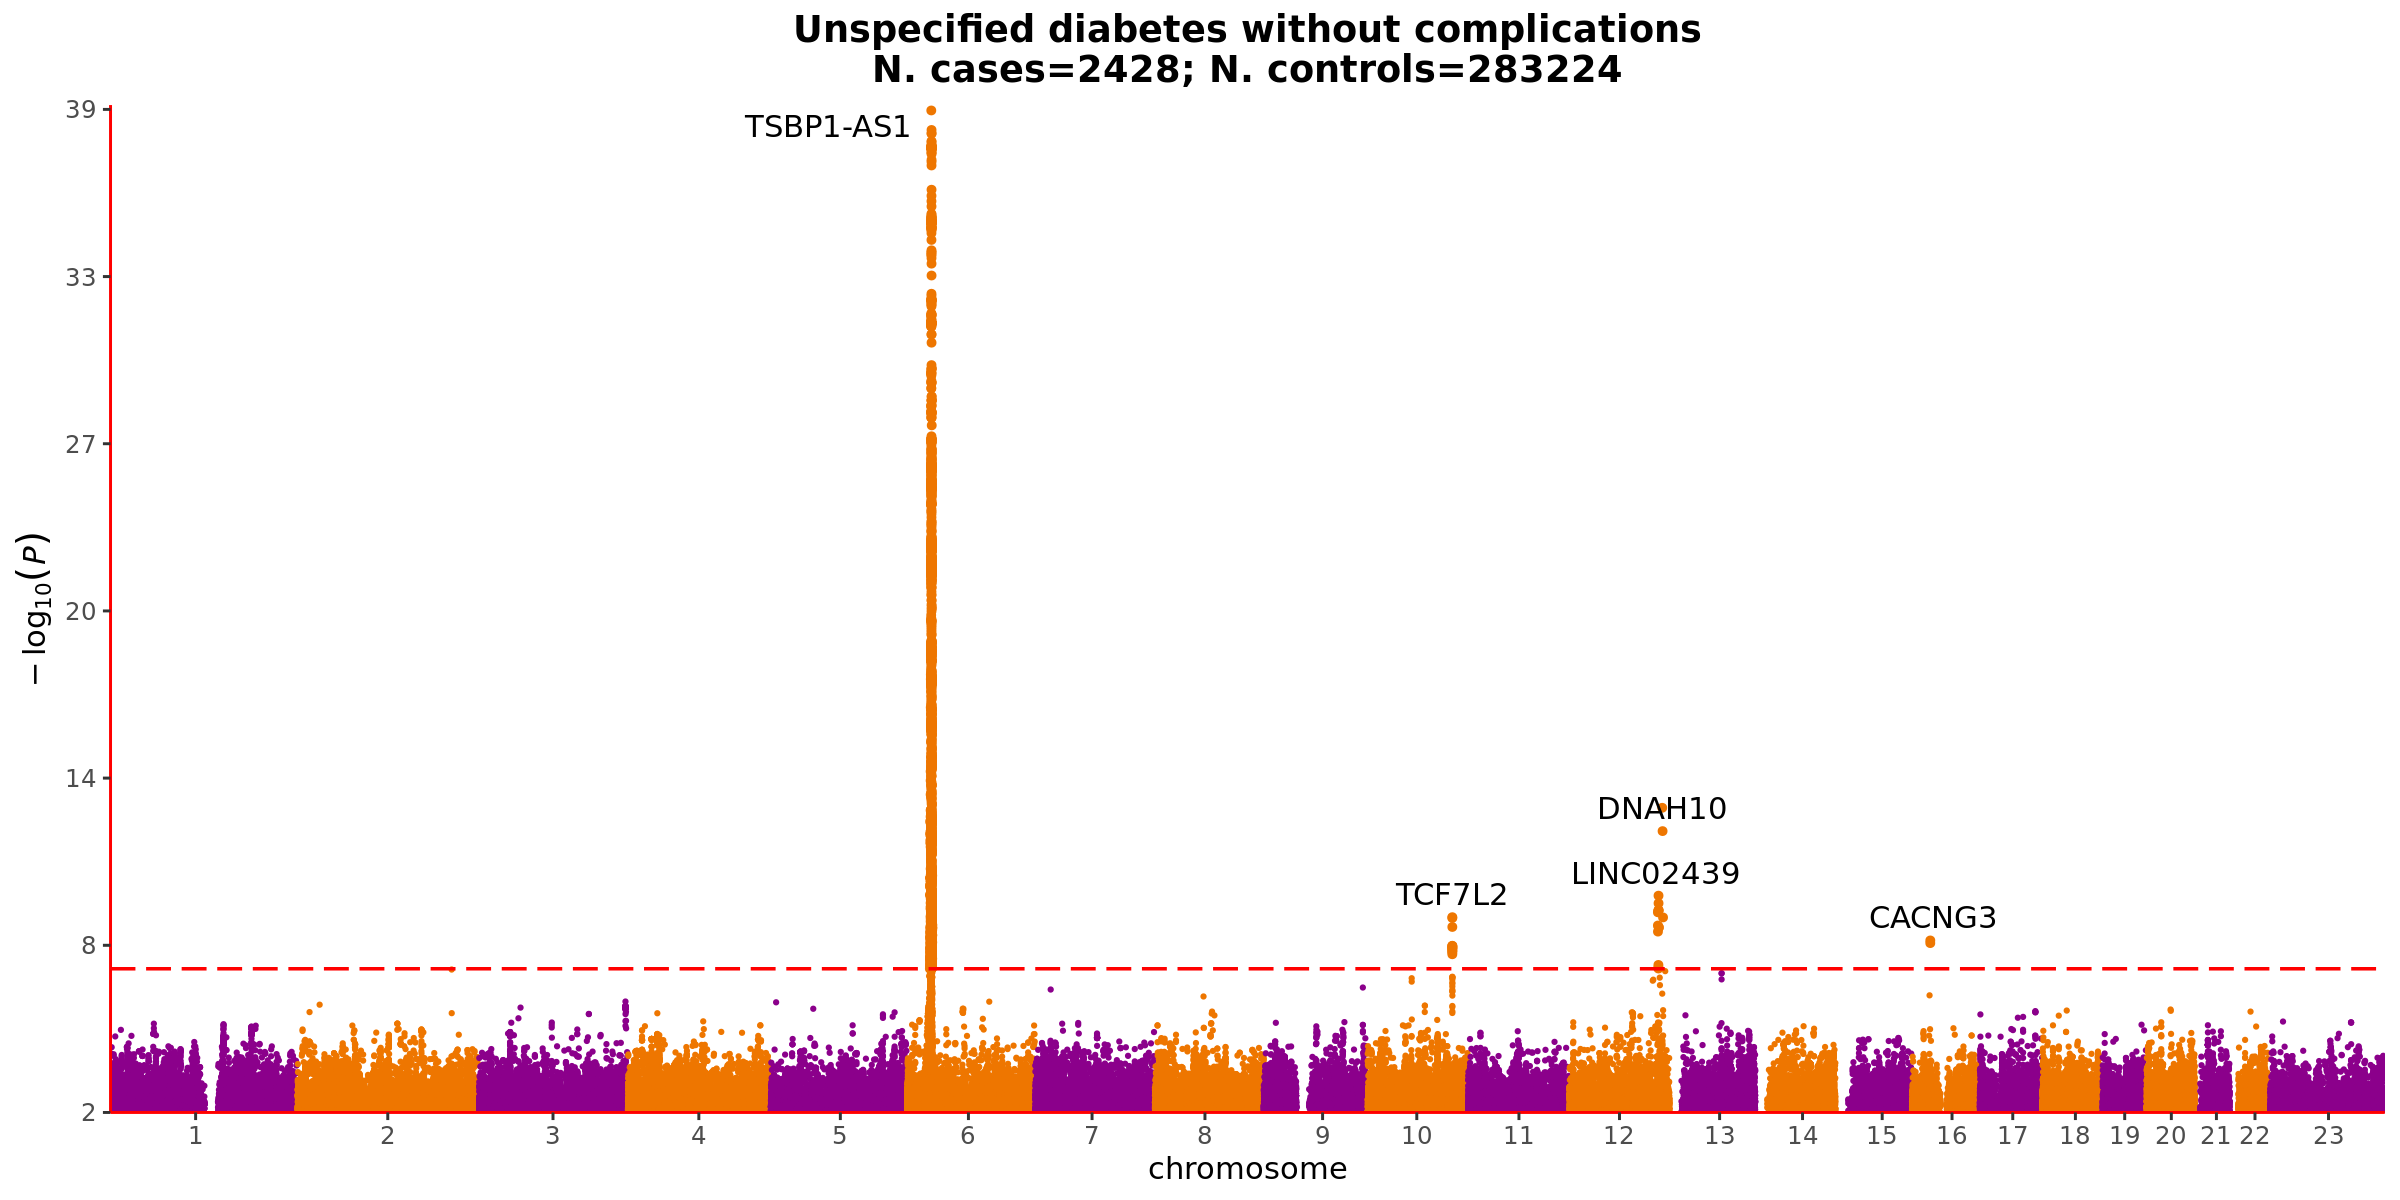 Unspecified diabetes without complications
N. cases=2428; N. controls=283224
39
33
27
20
14
8
2
− log10(P)
TSBP1-AS1
DNAH10
LINC02439
TCF7L2
CACNG3
1 2 3 4 5 6 7 8 9 10 11 12 13 14 15 16 17 18 19 20 21 22 23
chromosome